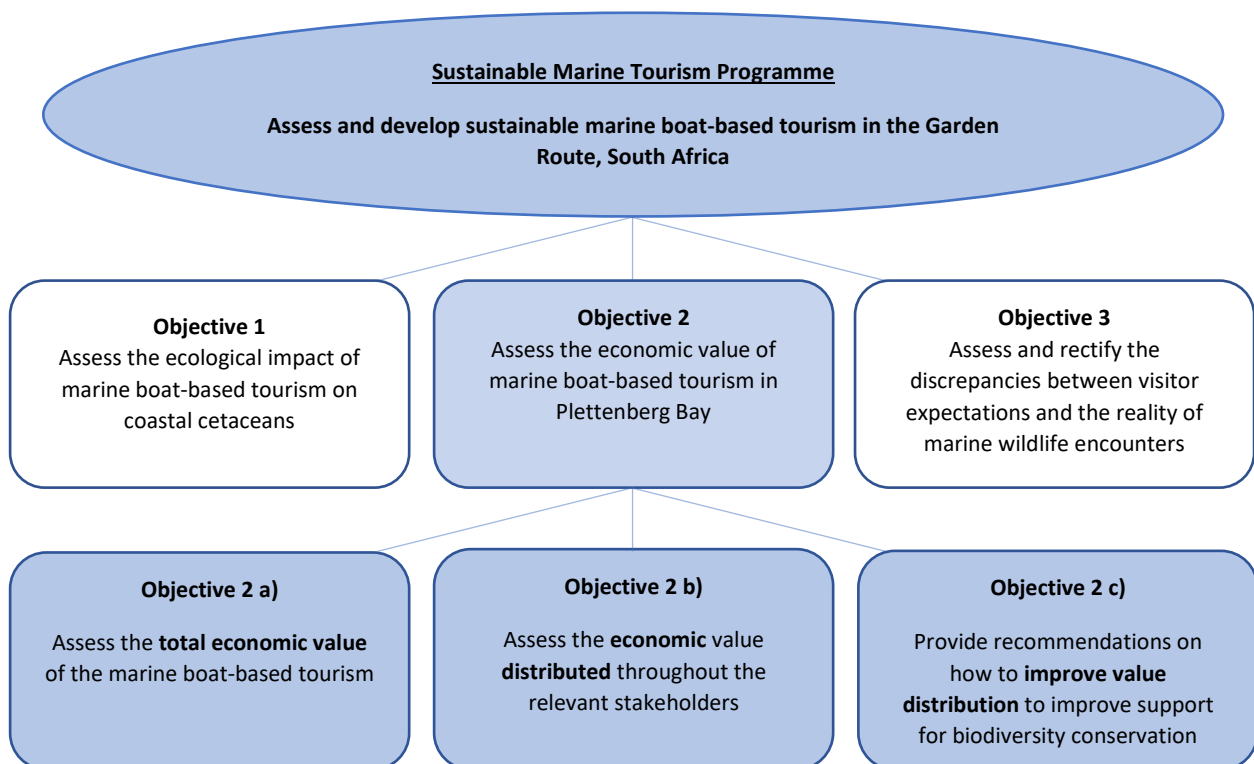 Sustainable Marine Tourism Programme
Assess and develop sustainable marine boat-based tourism in the Garden
Route, South Africa
Objective 1
Assess the ecological impact of
marine boat-based tourism on
coastal cetaceans
Objective 2
Assess the economic value of
marine boat-based tourism in
Plettenberg Bay
Objective 3
Assess and rectify the
discrepancies between visitor
expectations and the reality of
marine wildlife encounters
Objective 2 a)
Assess the total economic value
of the marine boat-based tourism
Objective 2 b)
Assess the economic value
distributed throughout the
relevant stakeholders
Objective 2 c)
Provide recommendations on
how to improve value
distribution to improve support
for biodiversity conservation